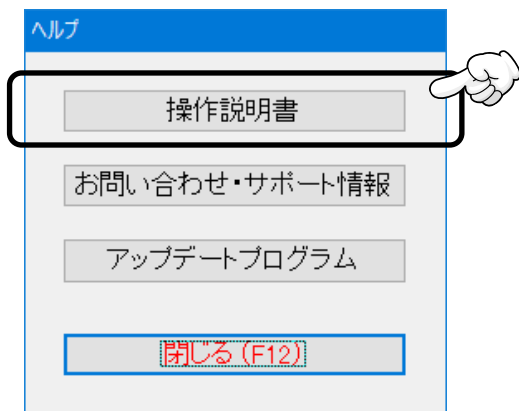 ヘルプ
操作説明書
お問い合わせ・サポート情報
アップデートプログラム
閉じる(F12)